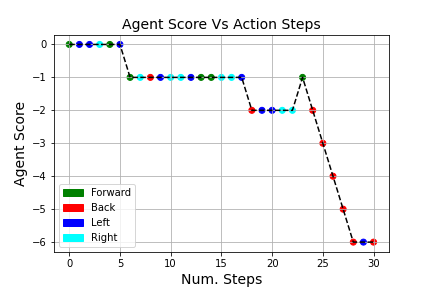 Agent Score Vs Action Steps
Agent Score
0
−1
−2
−3
−4
−5
−6
Forward
Back
Left
Right
0 5 10 15 20 25 30
Num. Steps